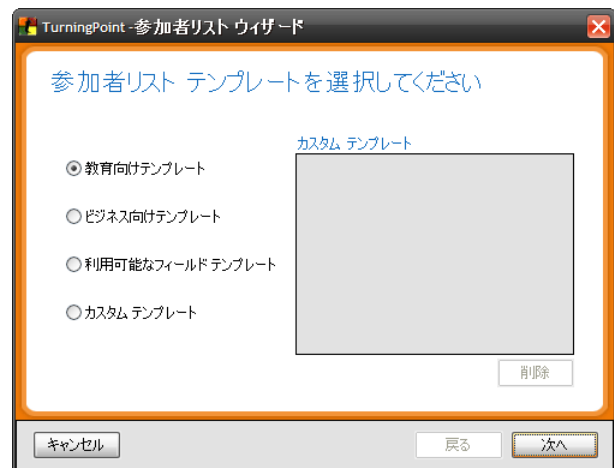 TurningPoint -参加者リスト ウィザード
参加者リスト テンプレートを選択してください
カスタム テンプレート
教育向けテンプレート
ビジネス向けテンプレート
利用可能なフィールド テンプレート
カスタム テンプレート
削除
キャンセル
戻る
次へ